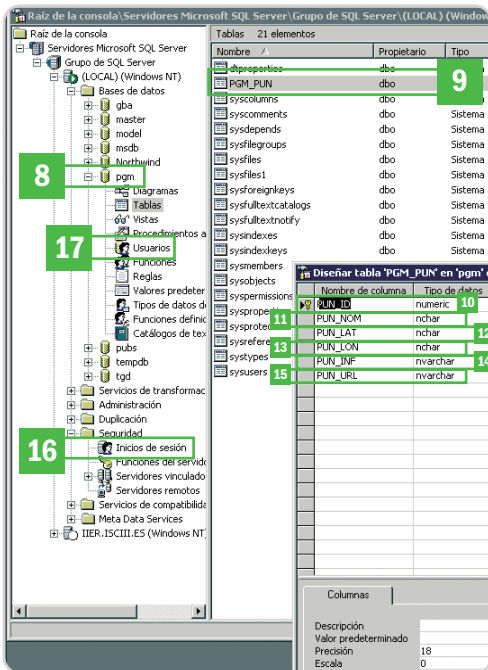 Raíz de la consola\Servidores Microsoft SQL Server\Grupo de SQL Server\(LOCAL) (Window
Raíz de la consola
Servidores Microsoft SQL Server
Grupo de SQL Server
(LOCAL) (Windows NT)
Bases de datos
gba
master
model
msdb
Northwind
8
pgm
Diagramas
Tablas
Vistas
Procedimientos a
17
Usuarios
Funciones
Reglas
Valores predeter
Tipos de datos d
Funciones definic
Catálogos de tex
pubs
tempdb
tgd
Servicios de transformac
Administración
Duplicación
Seguridad
16
Inicios de sesión
Funciones del servido
Servidores vinculado
Servidores remotos
Servicios de compatibilida
Meta Data Services
IIER.ISCIII.ES (Windows NT)
Tablas 21 elementos
Nombre Propietario Tipo
dtproperties dbo
PGM_PUN dbo 9
syscolumns dbo
syscomments dbo Sistema
sysdepends dbo Sistema
sysfilegroups dbo Sistema
sysfiles dbo Sistema
sysfiles1 dbo Sistema
sysforeignkeys dbo Sistema
sysfulltextcatalogs dbo Sistema
sysfulltextnotify dbo Sistema
sysindexes dbo Sistema
sysindexkeys dbo Sistema
sysmembers
sysobjects
syspermissions
sysproperti
sysprotec
sysrefere
systypes
sysusers
Diseñar tabla 'PGM_PUN' en 'pgm'
Nombre de columna Tipo de datos
PUN_ID numeric 10
11 PUN_NOM nchar
PUN_LAT nchar 12
13 PUN_LON nchar
PUN_INF nvarchar 14
15 PUN_URL nvarchar
Columnas
Descripción
Valor predeterminado
Precisión 18
Escala 0